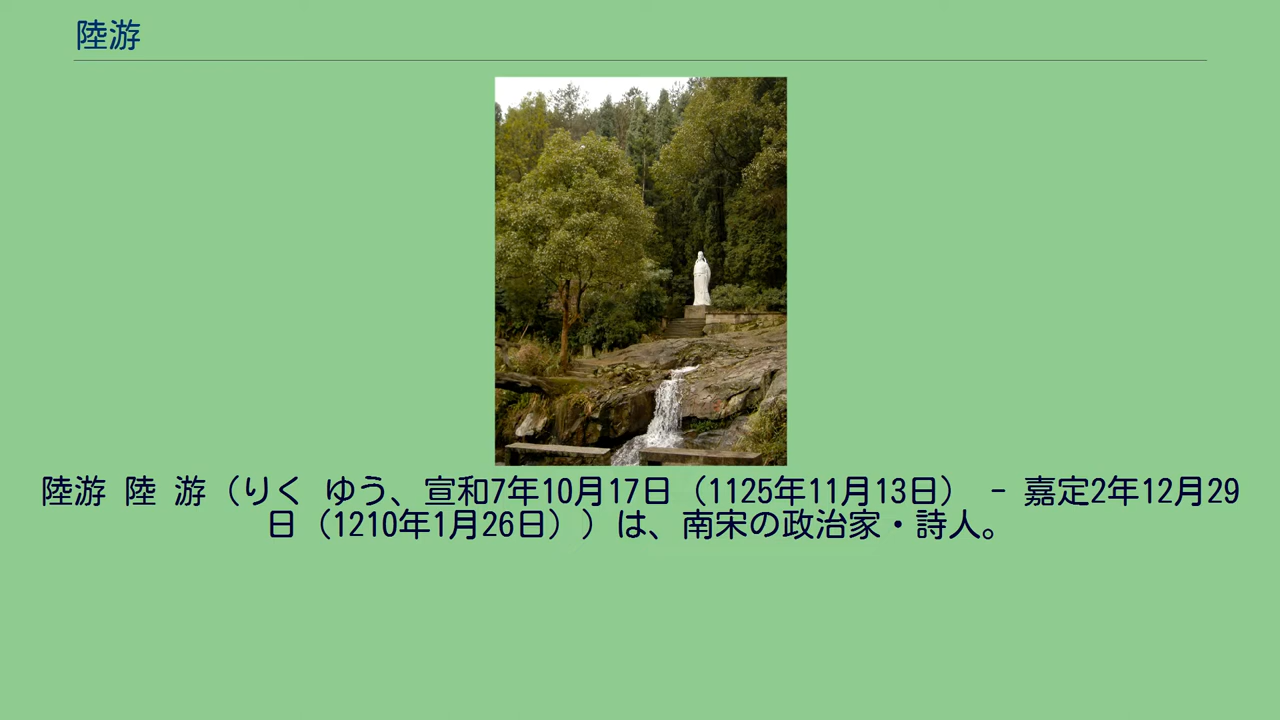 陸游
陸游 陸 游（りく ゆう、宣和7年10月17日（1125年11月13日） - 嘉定2年12月29
日（1210年1月26日））は、南宋の政治家・詩人。